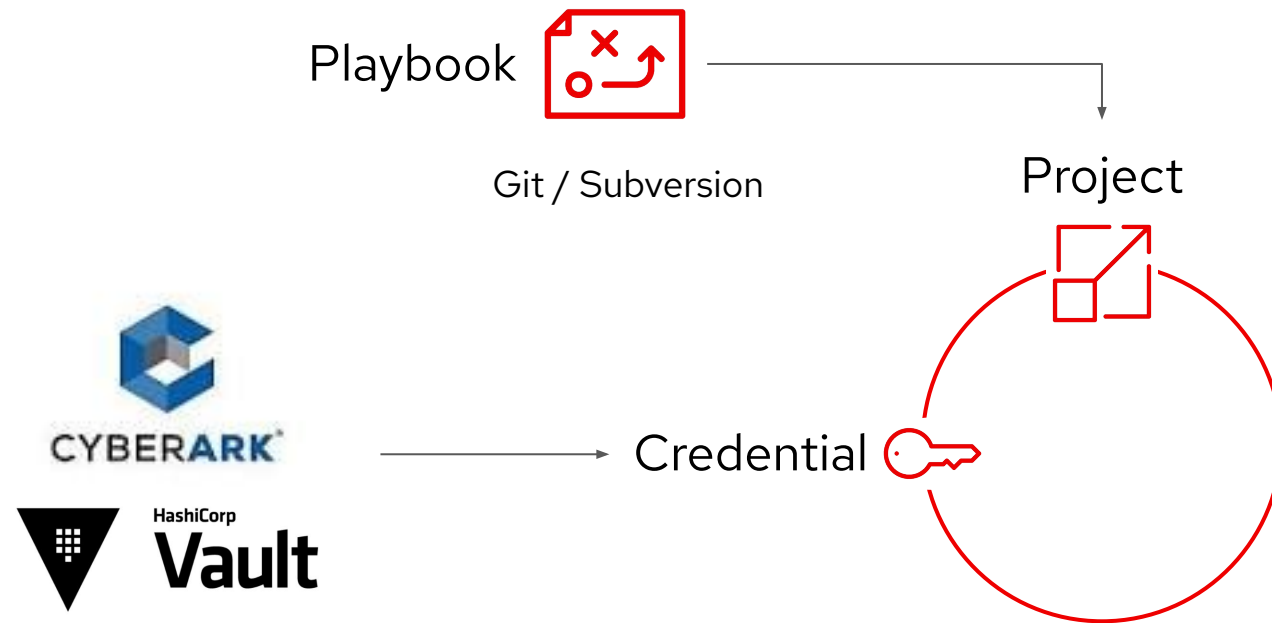 Playbook
Git / Subversion
Project
CYBERARK
Credential
HashiCorp
Vault